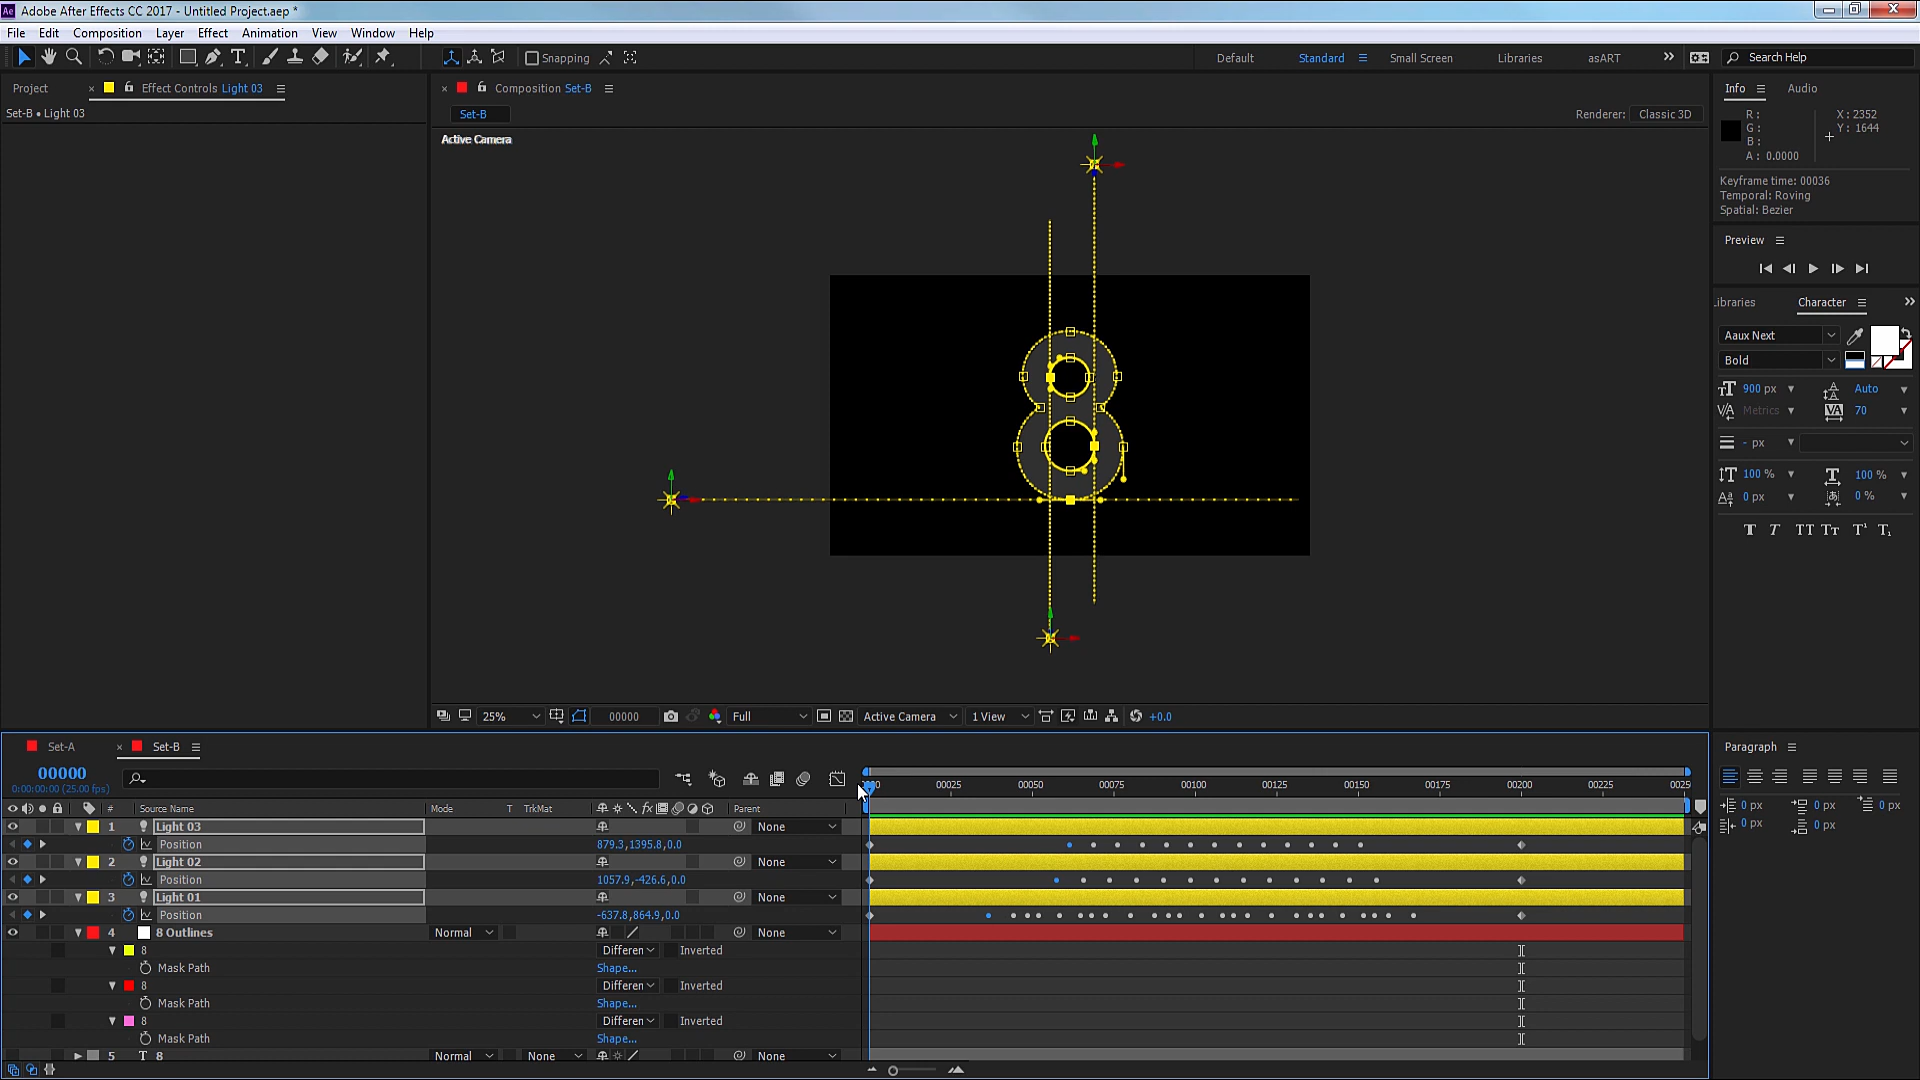 Adobe After Effects CC 2017 - Untitled Project.aep *
File Edit Composition Layer Effect Animation View Window Help
Snapping
Default Standard Small Screen Libraries asART
Search Help
Project
Effect Controls Light 03
Set-B • Light 03
Composition Set-B
Set-B
Renderer: Classic 3D
Active Camera
Info Audio
R :
G :
B :
A : 0.0000
X : 2352
Y : 1644
Keyframe time: 00036
Temporal: Roving
Spatial: Bezier
Preview
Libraries Character
Aaux Next
Bold
900 px Auto
Metrics 70
- px
100 % 100 %
0 px 0 %
25% 00000 Full Active Camera 1 View +0.0
Set-A Set-B
00000
0:00:00:00 (25.00 fps)
00025 00050 00075 00100 00125 00150 00175 00200 00225
# Source Name Mode T TrkMat Parent
1 Light 03 None
Position 879.3,1395.8,0.0
2 Light 02 None
Position 1057.9,-426.6,0.0
3 Light 01 None
Position -637.8,864.9,0.0
4 8 Outlines Normal None
8 Differen Inverted
Mask Path Shape...
8 Differen Inverted
Mask Path Shape...
8 Differen Inverted
Mask Path Shape...
5 T 8 Normal None None
Paragraph
0 px 0 px 0 px
0 px 0 px